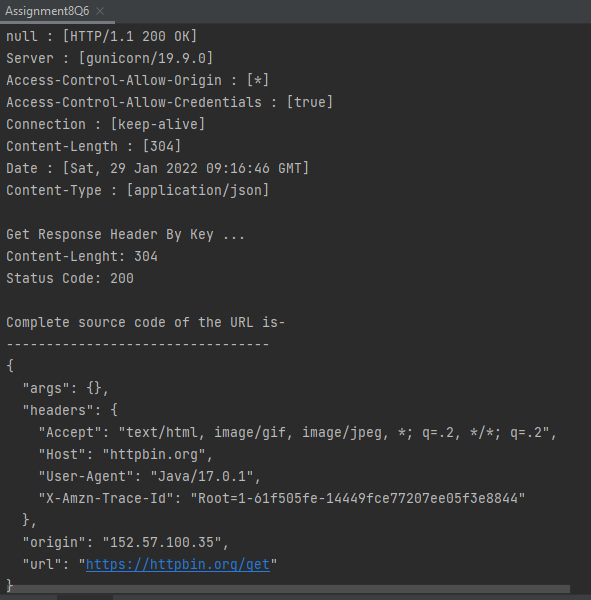 Assignment8Q6
null : [HTTP/1.1 200 OK]
Server : [gunicorn/19.9.0]
Access-Control-Allow-Origin : [*]
Access-Control-Allow-Credentials : [true]
Connection : [keep-alive]
Content-Length : [304]
Date : [Sat, 29 Jan 2022 09:16:46 GMT]
Content-Type : [application/json]

Get Response Header By Key ...
Content-Lenght: 304
Status Code: 200

Complete source code of the URL is-
---------------------------------
{
  "args": {},
  "headers": {
    "Accept": "text/html, image/gif, image/jpeg, *; q=.2, */*; q=.2",
    "Host": "httpbin.org",
    "User-Agent": "Java/17.0.1",
    "X-Amzn-Trace-Id": "Root=1-61f505fe-14449fce77207ee05f3e8844"
  },
  "origin": "152.57.100.35",
  "url": "https://httpbin.org/get"
}